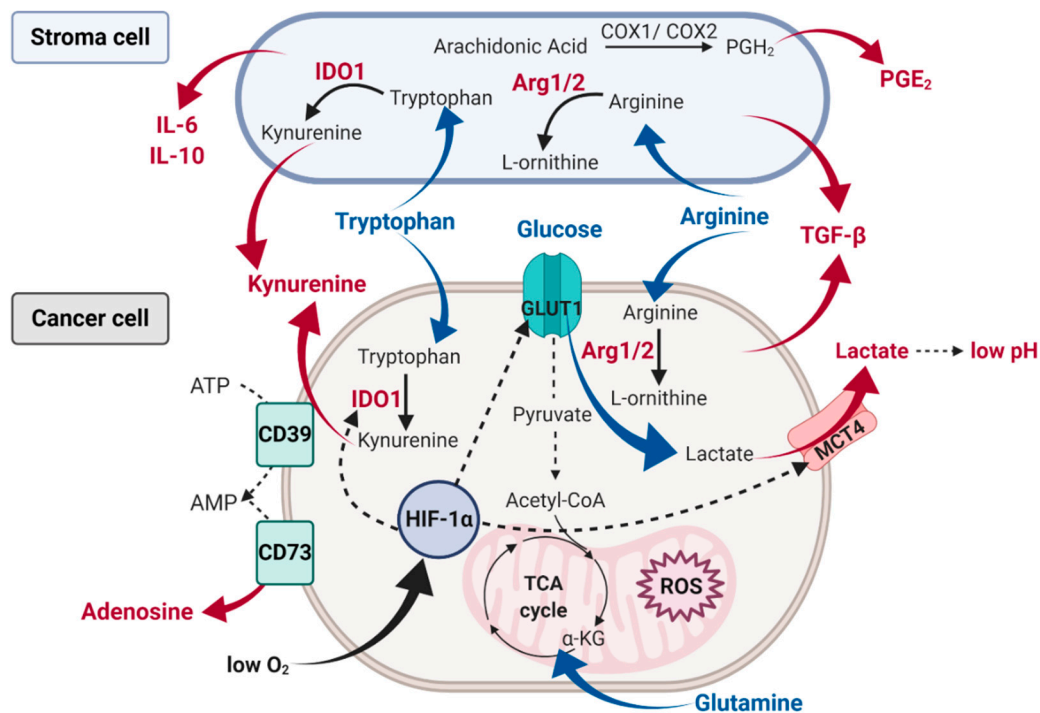 Stroma cell
Arachidonic Acid
COX1/ COX2
PGH₂
PGE₂
IDO1
Tryptophan
Kynurenine
Arg1/2
Arginine
L-ornithine
IL-6
IL-10
Tryptophan
Glucose
Arginine
TGF-β
Kynurenine
Cancer cell
GLUT1
Arginine
Arg1/2
L-ornithine
Lactate
low pH
Tryptophan
IDO1
Kynurenine
ATP
CD39
AMP
CD73
Adenosine
Pyruvate
Lactate
MCT4
Acetyl-CoA
HIF-1α
TCA
cycle
α-KG
ROS
low O₂
Glutamine